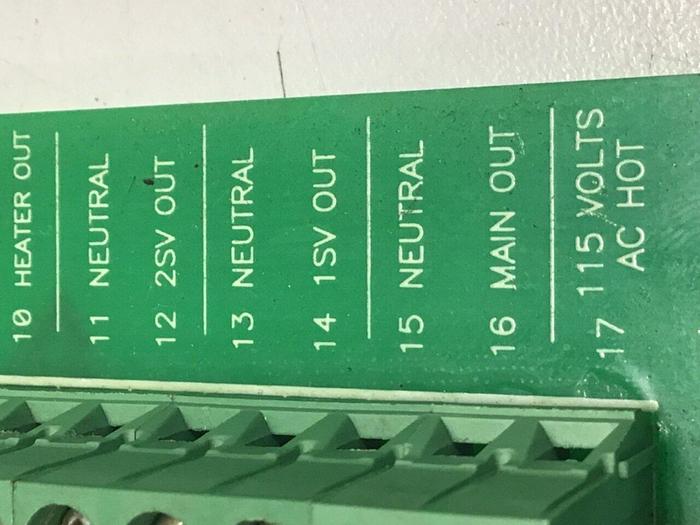 10 HEATER OUT
11 NEUTRAL
12 2SV OUT
13 NEUTRAL
14 1SV OUT
15 NEUTRAL
16 MAIN OUT
17 115 VOLTS
AC HOT